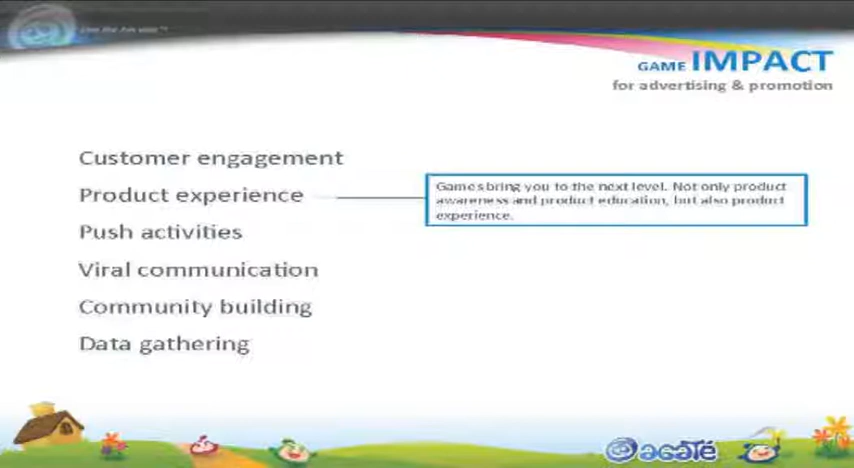 GAME IMPACT
for advertising & promotion
Customer engagement
Product experience
Games bring you to the next level. Not only product
awareness and product education, but also product
experience.
Push activities
Viral communication
Community building
Data gathering
agate